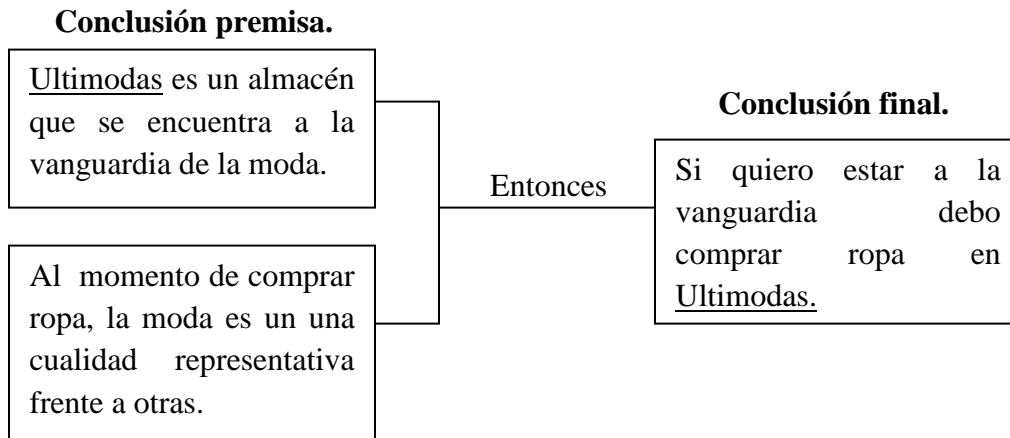 Conclusión premisa.
Ultimodas es un almacén
que se encuentra a la
vanguardia de la moda.
Al momento de comprar
ropa, la moda es un una
cualidad representativa
frente a otras.
Entonces
Conclusión final.
Si quiero estar a la
vanguardia debo
comprar ropa en
Ultimodas.